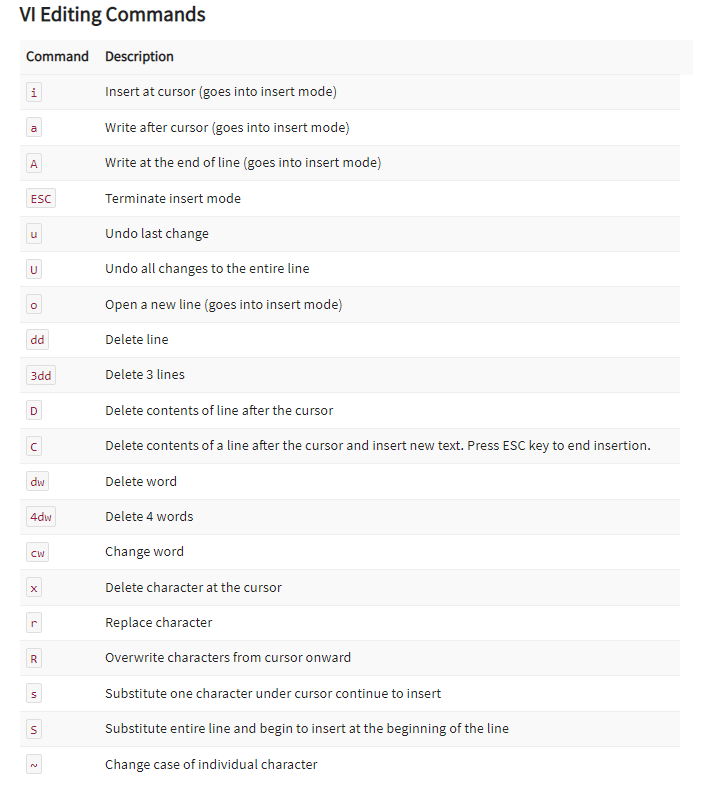 VI Editing Commands
Command Description
i Insert at cursor (goes into insert mode)
a Write after cursor (goes into insert mode)
A Write at the end of line (goes into insert mode)
ESC Terminate insert mode
u Undo last change
U Undo all changes to the entire line
o Open a new line (goes into insert mode)
dd Delete line
3dd Delete 3 lines
D Delete contents of line after the cursor
C Delete contents of a line after the cursor and insert new text. Press ESC key to end insertion.
dw Delete word
4dw Delete 4 words
cw Change word
x Delete character at the cursor
r Replace character
R Overwrite characters from cursor onward
s Substitute one character under cursor continue to insert
S Substitute entire line and begin to insert at the beginning of the line
~ Change case of individual character